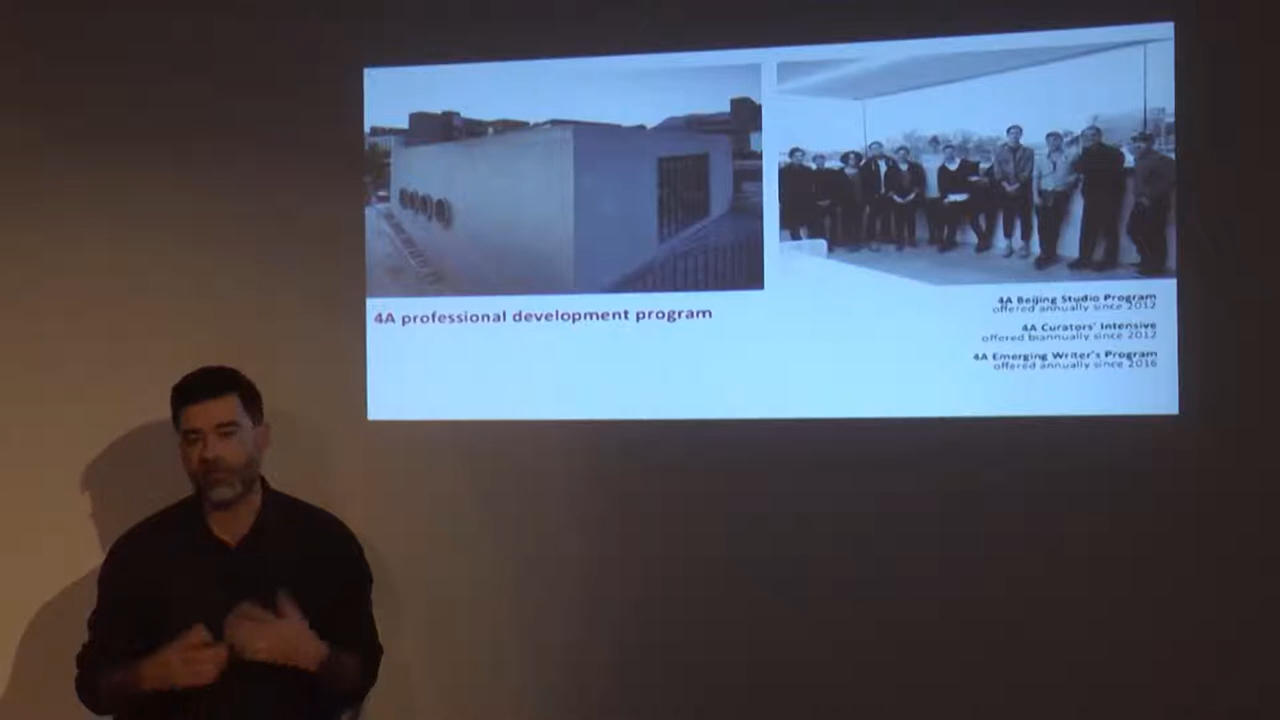 4A professional development program
4A Beijing Studio Program
offered annually since 2012
4A Curators' Intensive
offered biannually since 2012
4A Emerging Writer's Program
offered annually since 2016